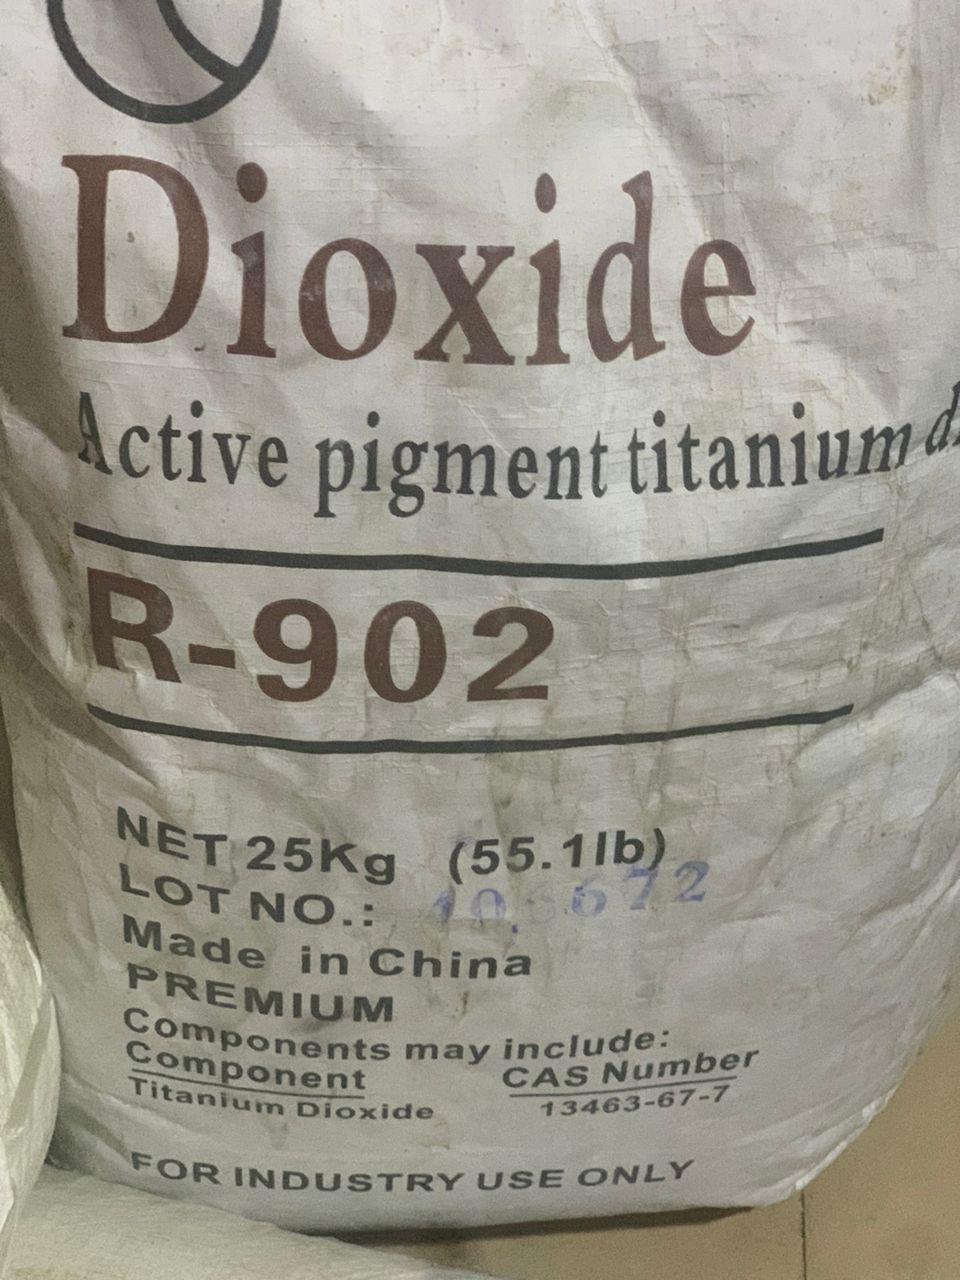 Dioxide
Active pigment titanium
R-902
NET 25Kg (55.1lb)
LOT NO.:
Made in China
PREMIUM
Components may include:
Component CAS Number
Titanium Dioxide 13463-67-7
FOR INDUSTRY USE ONLY